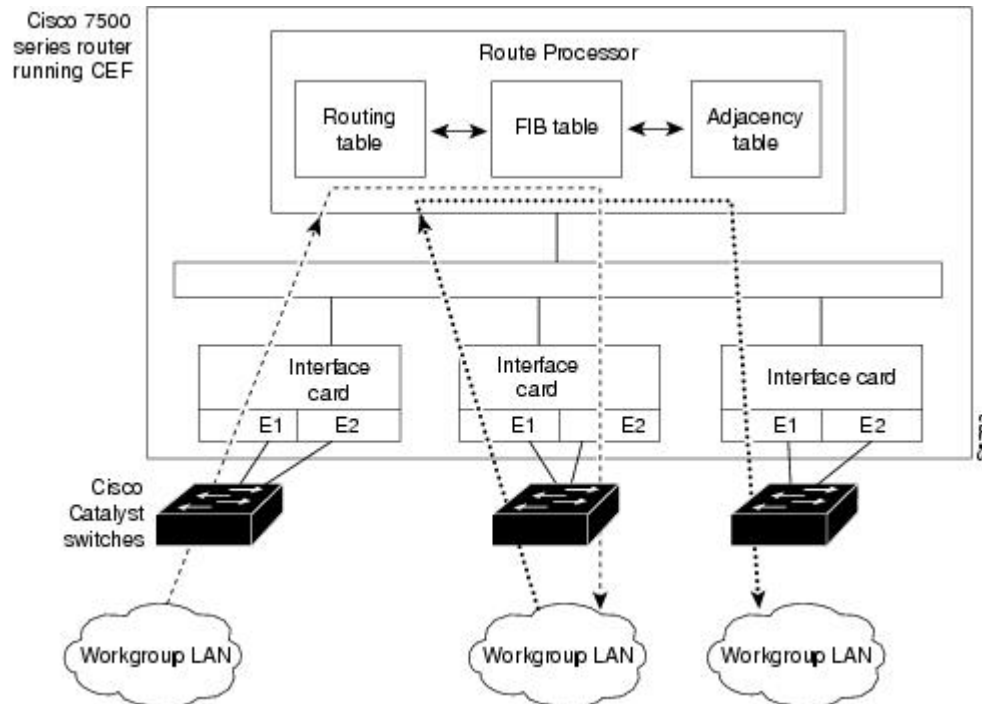 Cisco 7500
series router
running CEF
Route Processor
Routing
table
FIB table
Adjacency
table
Interface
card
E1
E2
Interface
card
E1
E2
Interface card
E1
E2
Cisco
Catalyst
switches
Workgroup LAN
Workgroup LAN
Workgroup LAN